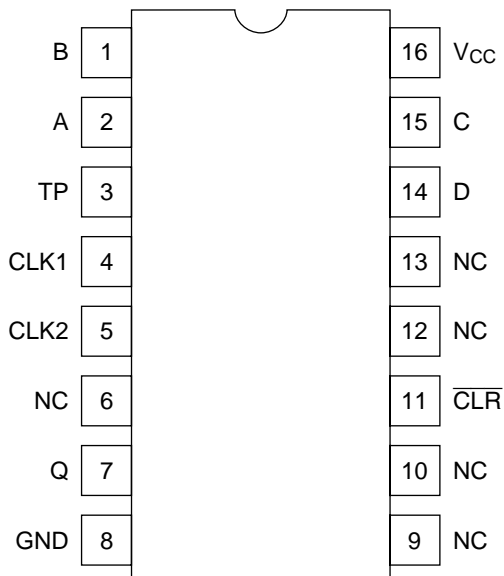 B 1 16 VCC
A 2 15 C
TP 3 14 D
CLK1 4 13 NC
CLK2 5 12 NC
NC 6 11 C̅L̅R̅
Q 7 10 NC
GND 8 9 NC